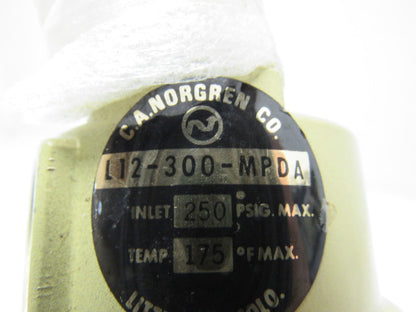 C.A. NORGREN CO.
L12-300-MPDA
INLET 250 PSIG. MAX.
TEMP 175 °F MAX.